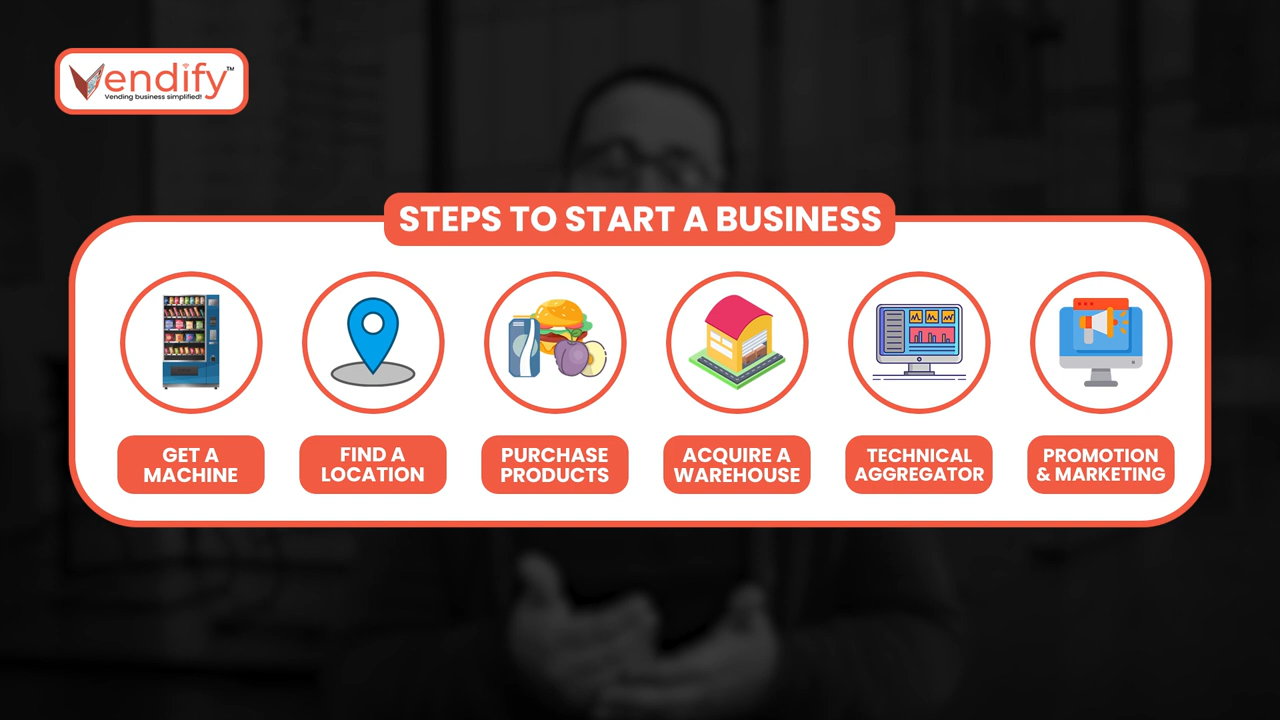 Vendify™
Vending business simplified!
STEPS TO START A BUSINESS
GET A
MACHINE
FIND A
LOCATION
PURCHASE
PRODUCTS
ACQUIRE A
WAREHOUSE
TECHNICAL
AGGREGATOR
PROMOTION
& MARKETING